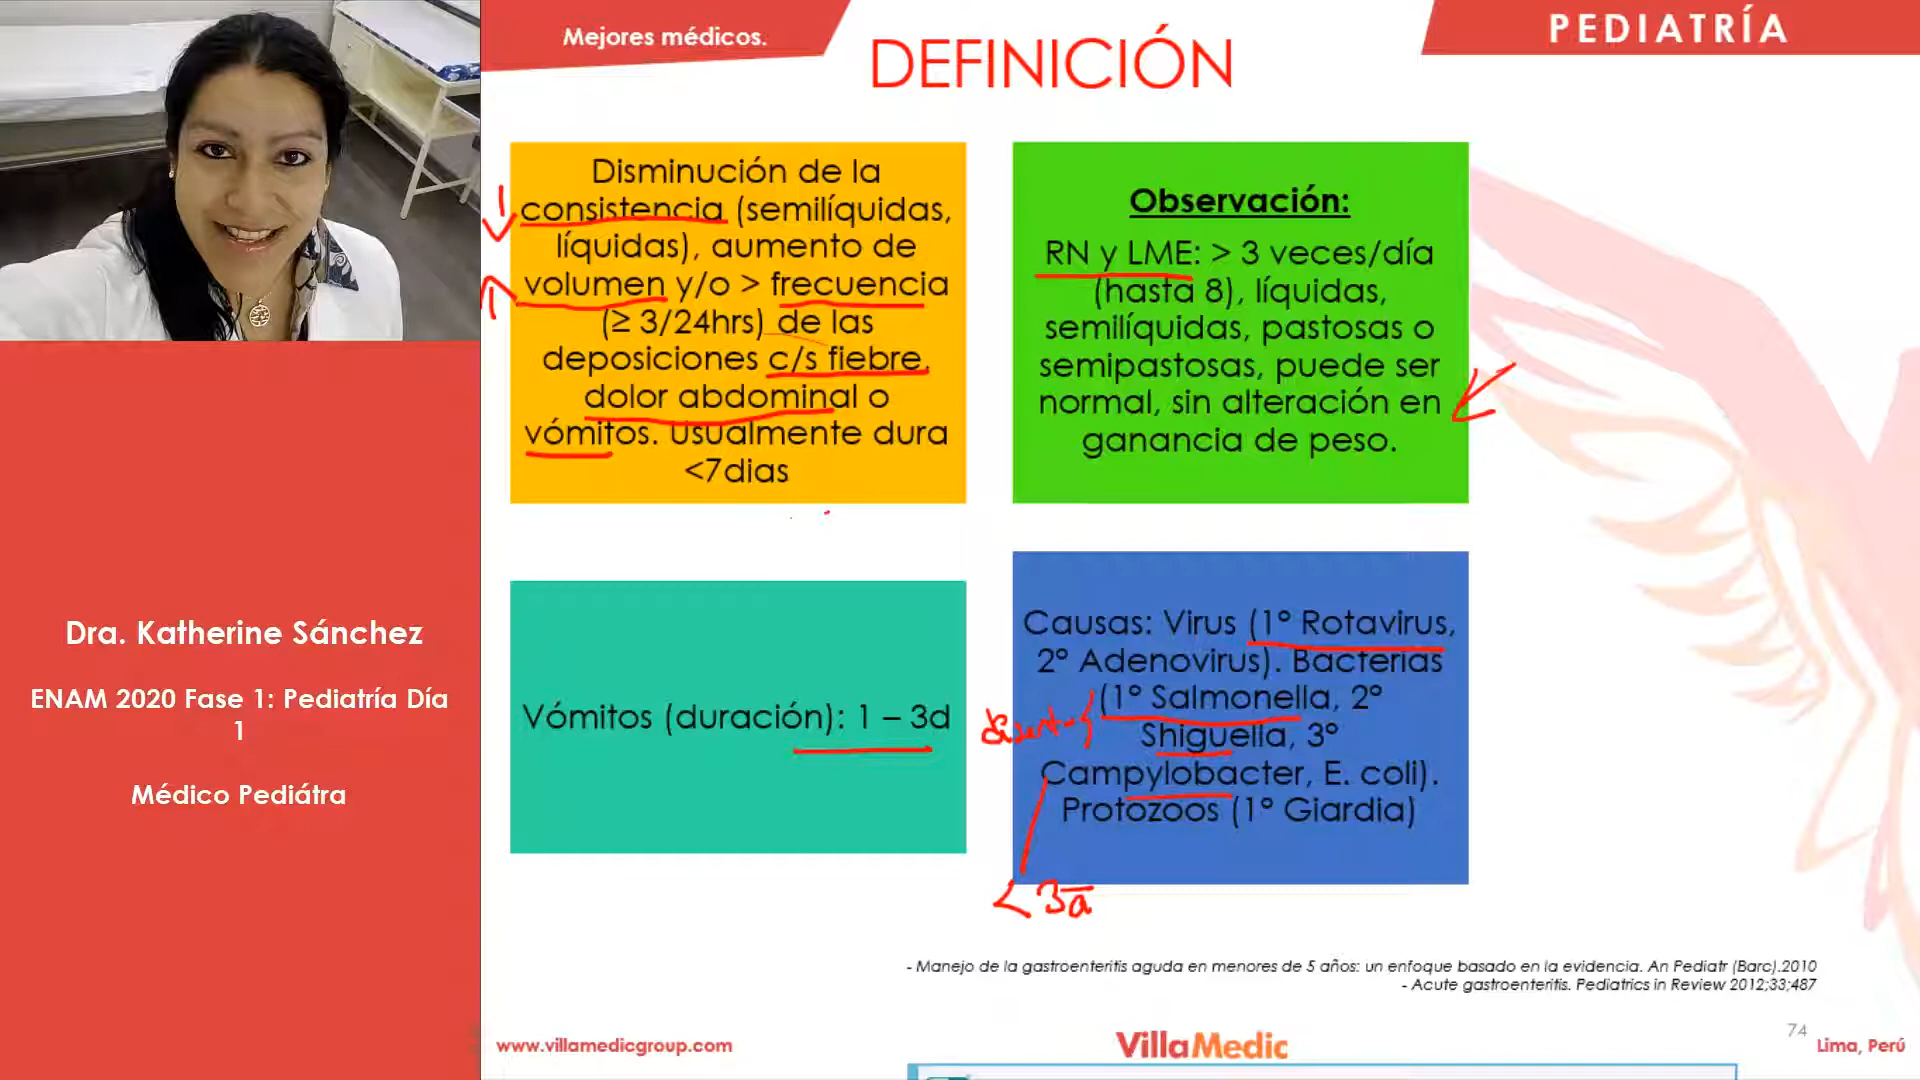 Mejores médicos.
DEFINICIÓN
PEDIATRÍA
Disminución de la
consistencia (semilíquidas,
líquidas), aumento de
volumen y/o > frecuencia
(≥ 3/24hrs) de las
deposiciones c/s fiebre,
dolor abdominal o
vómitos. Usualmente dura
<7dias
Observación:
RN y LME: > 3 veces/día
(hasta 8), líquidas,
semilíquidas, pastosas o
semipastosas, puede ser
normal, sin alteración en
ganancia de peso.
Vómitos (duración): 1 – 3d
Causas: Virus (1° Rotavirus,
2° Adenovirus). Bacterias
(1° Salmonella, 2°
Shiguella, 3°
Campylobacter, E. coli).
Protozoos (1° Giardia)
< 3a
Dra. Katherine Sánchez
ENAM 2020 Fase 1: Pediatría Día
1
Médico Pediátra
- Manejo de la gastroenteritis aguda en menores de 5 años: un enfoque basado en la evidencia. An Pediatr (Barc).2010
- Acute gastroenteritis. Pediatrics in Review 2012;33;487
www.villamedicgroup.com
VillaMedic
74
Lima, Perú